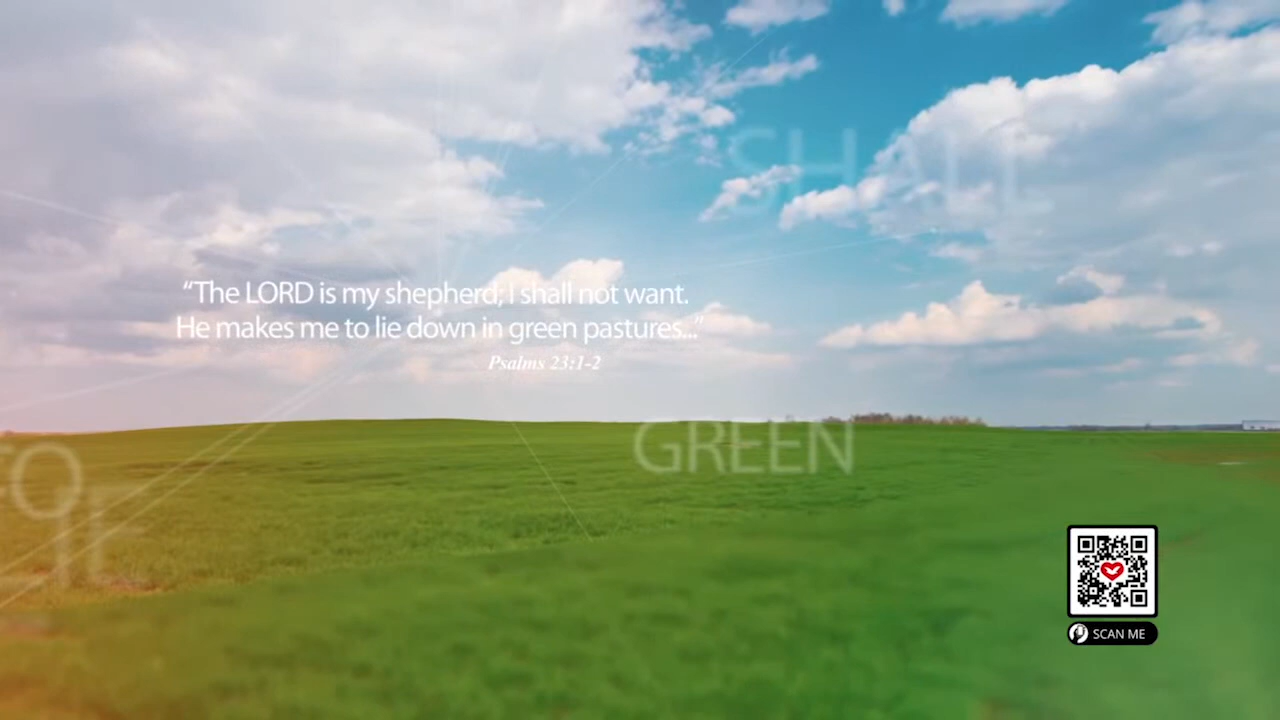 SHALL
“The LORD is my shepherd; I shall not want.
He makes me to lie down in green pastures...”
Psalms 23:1-2
GREEN
SCAN ME